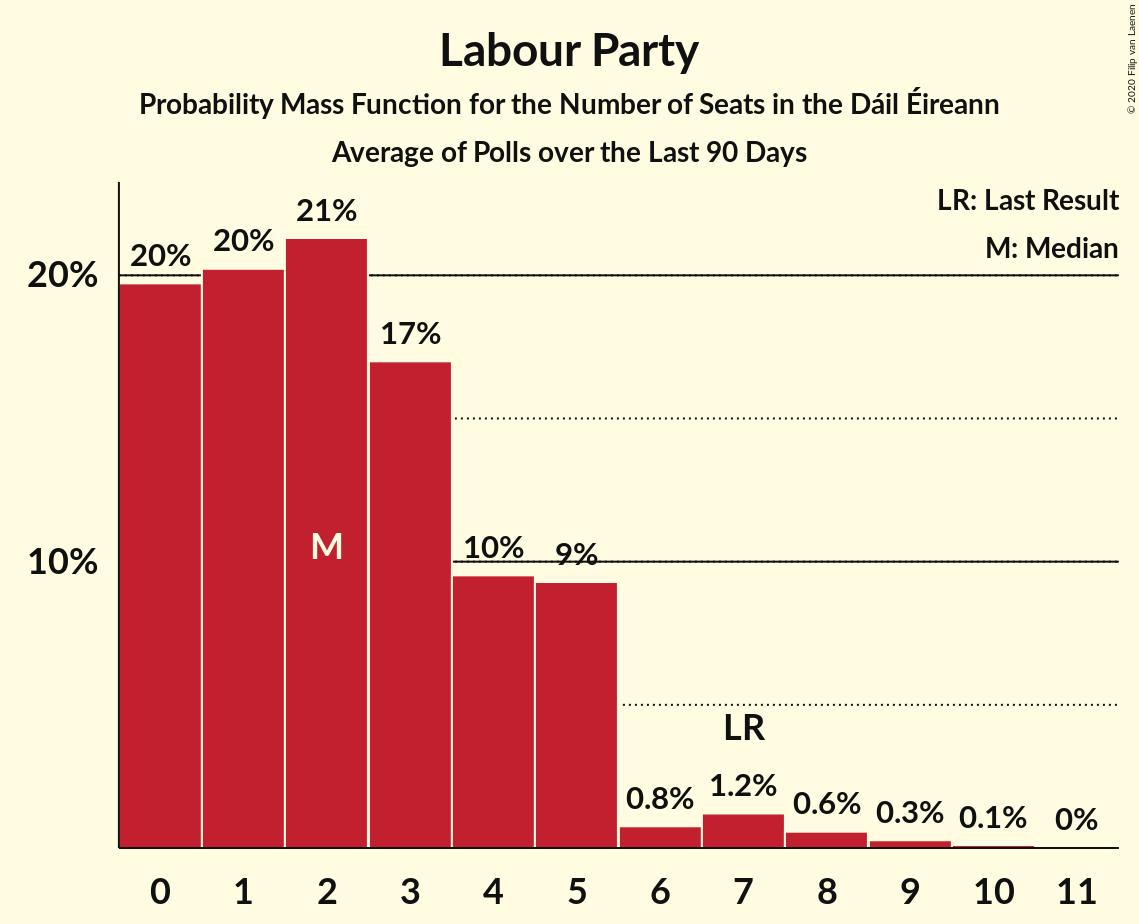 Labour Party
Probability Mass Function for the Number of Seats in the Dáil Éireann
Average of Polls over the Last 90 Days
© 2020 Filip van Laenen
LR: Last Result
M: Median
20%
10%
20%
20%
21%
17%
10%
9%
0.8%
1.2%
0.6%
0.3%
0.1%
0%
M
LR
0 1 2 3 4 5 6 7 8 9 10 11